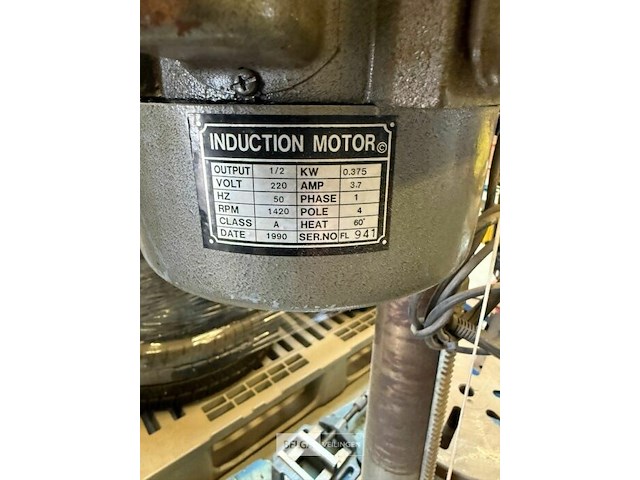 INDUCTION MOTOR ©
OUTPUT 1/2 KW 0.375
VOLT 220 AMP 3.7
HZ 50 PHASE 1
RPM 1420 POLE 4
CLASS A HEAT 60°
DATE 1990 SER.NO FL 941
VEILINGEN